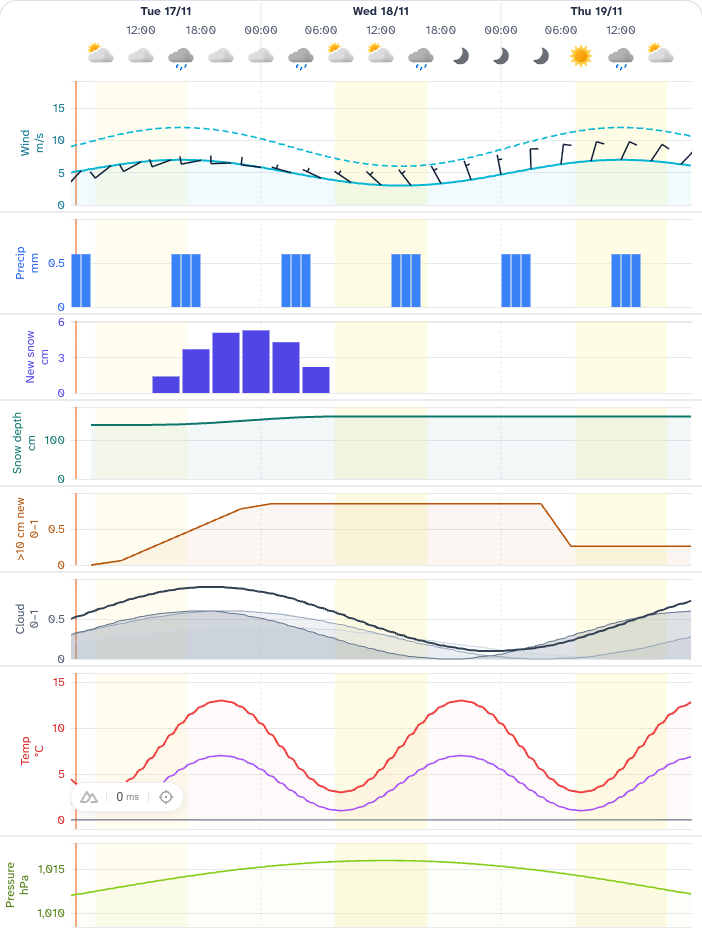 Tue 17/11 Wed 18/11 Thu 19/11
12:00 18:00 00:00 06:00 12:00 18:00 00:00 06:00 12:00
Wind
m/s
15
10
5
0
Precip
mm
0.5
0
New snow
cm
6
3
0
Snow depth
cm
100
0
>10 cm new
0–1
0.5
0
Cloud
0–1
0.5
0
Temp
°C
15
10
5
0
0 ms
Pressure
hPa
1,015
1,010